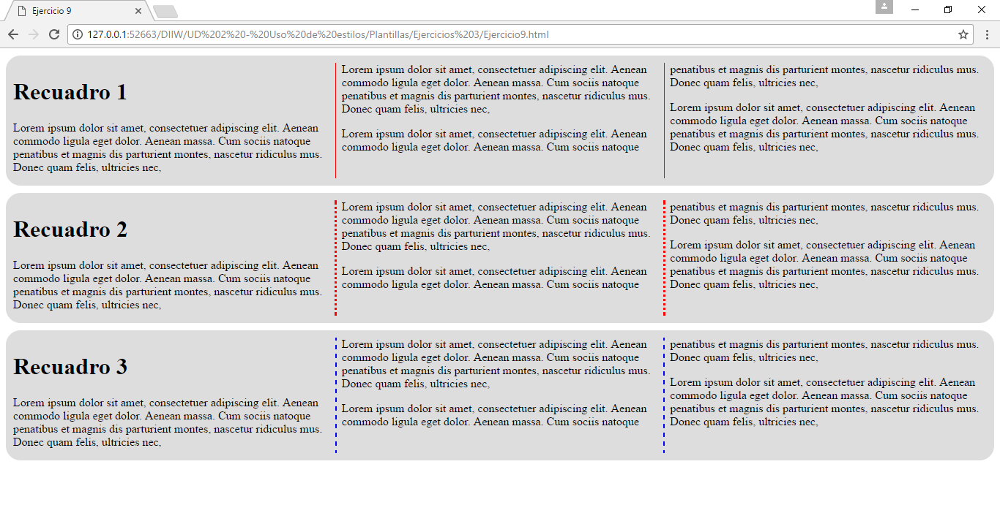 Ejercicio 9
127.0.0.1:52663/DIIW/UD%202%20-%20Uso%20de%20estilos/Plantillas/Ejercicios%203/Ejercicio9.html
Recuadro 1
Lorem ipsum dolor sit amet, consectetuer adipiscing elit. Aenean
commodo ligula eget dolor. Aenean massa. Cum sociis natoque
penatibus et magnis dis parturient montes, nascetur ridiculus mus.
Donec quam felis, ultricies nec,
Lorem ipsum dolor sit amet, consectetuer adipiscing elit. Aenean
commodo ligula eget dolor. Aenean massa. Cum sociis natoque
penatibus et magnis dis parturient montes, nascetur ridiculus mus.
Donec quam felis, ultricies nec,
Lorem ipsum dolor sit amet, consectetuer adipiscing elit. Aenean
commodo ligula eget dolor. Aenean massa. Cum sociis natoque
penatibus et magnis dis parturient montes, nascetur ridiculus mus.
Donec quam felis, ultricies nec,
Lorem ipsum dolor sit amet, consectetuer adipiscing elit. Aenean
commodo ligula eget dolor. Aenean massa. Cum sociis natoque
penatibus et magnis dis parturient montes, nascetur ridiculus mus.
Donec quam felis, ultricies nec,
Recuadro 2
Lorem ipsum dolor sit amet, consectetuer adipiscing elit. Aenean
commodo ligula eget dolor. Aenean massa. Cum sociis natoque
penatibus et magnis dis parturient montes, nascetur ridiculus mus.
Donec quam felis, ultricies nec,
Lorem ipsum dolor sit amet, consectetuer adipiscing elit. Aenean
commodo ligula eget dolor. Aenean massa. Cum sociis natoque
penatibus et magnis dis parturient montes, nascetur ridiculus mus.
Donec quam felis, ultricies nec,
Lorem ipsum dolor sit amet, consectetuer adipiscing elit. Aenean
commodo ligula eget dolor. Aenean massa. Cum sociis natoque
penatibus et magnis dis parturient montes, nascetur ridiculus mus.
Donec quam felis, ultricies nec,
Lorem ipsum dolor sit amet, consectetuer adipiscing elit. Aenean
commodo ligula eget dolor. Aenean massa. Cum sociis natoque
penatibus et magnis dis parturient montes, nascetur ridiculus mus.
Donec quam felis, ultricies nec,
Recuadro 3
Lorem ipsum dolor sit amet, consectetuer adipiscing elit. Aenean
commodo ligula eget dolor. Aenean massa. Cum sociis natoque
penatibus et magnis dis parturient montes, nascetur ridiculus mus.
Donec quam felis, ultricies nec,
Lorem ipsum dolor sit amet, consectetuer adipiscing elit. Aenean
commodo ligula eget dolor. Aenean massa. Cum sociis natoque
penatibus et magnis dis parturient montes, nascetur ridiculus mus.
Donec quam felis, ultricies nec,
Lorem ipsum dolor sit amet, consectetuer adipiscing elit. Aenean
commodo ligula eget dolor. Aenean massa. Cum sociis natoque
penatibus et magnis dis parturient montes, nascetur ridiculus mus.
Donec quam felis, ultricies nec,
Lorem ipsum dolor sit amet, consectetuer adipiscing elit. Aenean
commodo ligula eget dolor. Aenean massa. Cum sociis natoque
penatibus et magnis dis parturient montes, nascetur ridiculus mus.
Donec quam felis, ultricies nec,